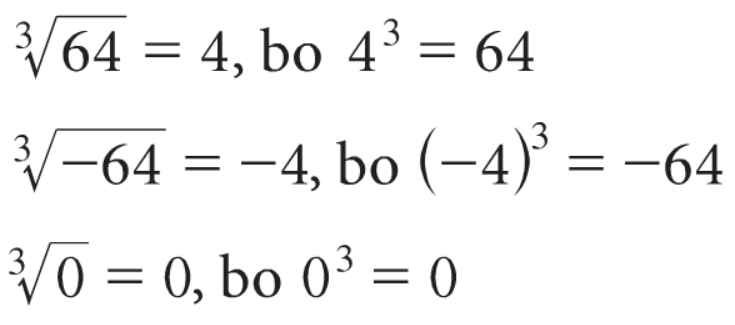 ∛64 = 4, bo 4³ = 64
∛−64 = −4, bo (−4)³ = −64
∛0 = 0, bo 0³ = 0